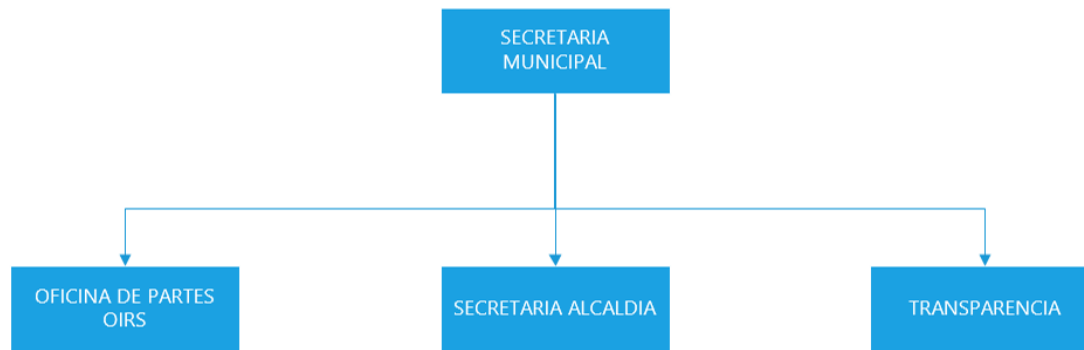 SECRETARIA
MUNICIPAL
OFICINA DE PARTES
OIRS
SECRETARIA ALCALDIA
TRANSPARENCIA